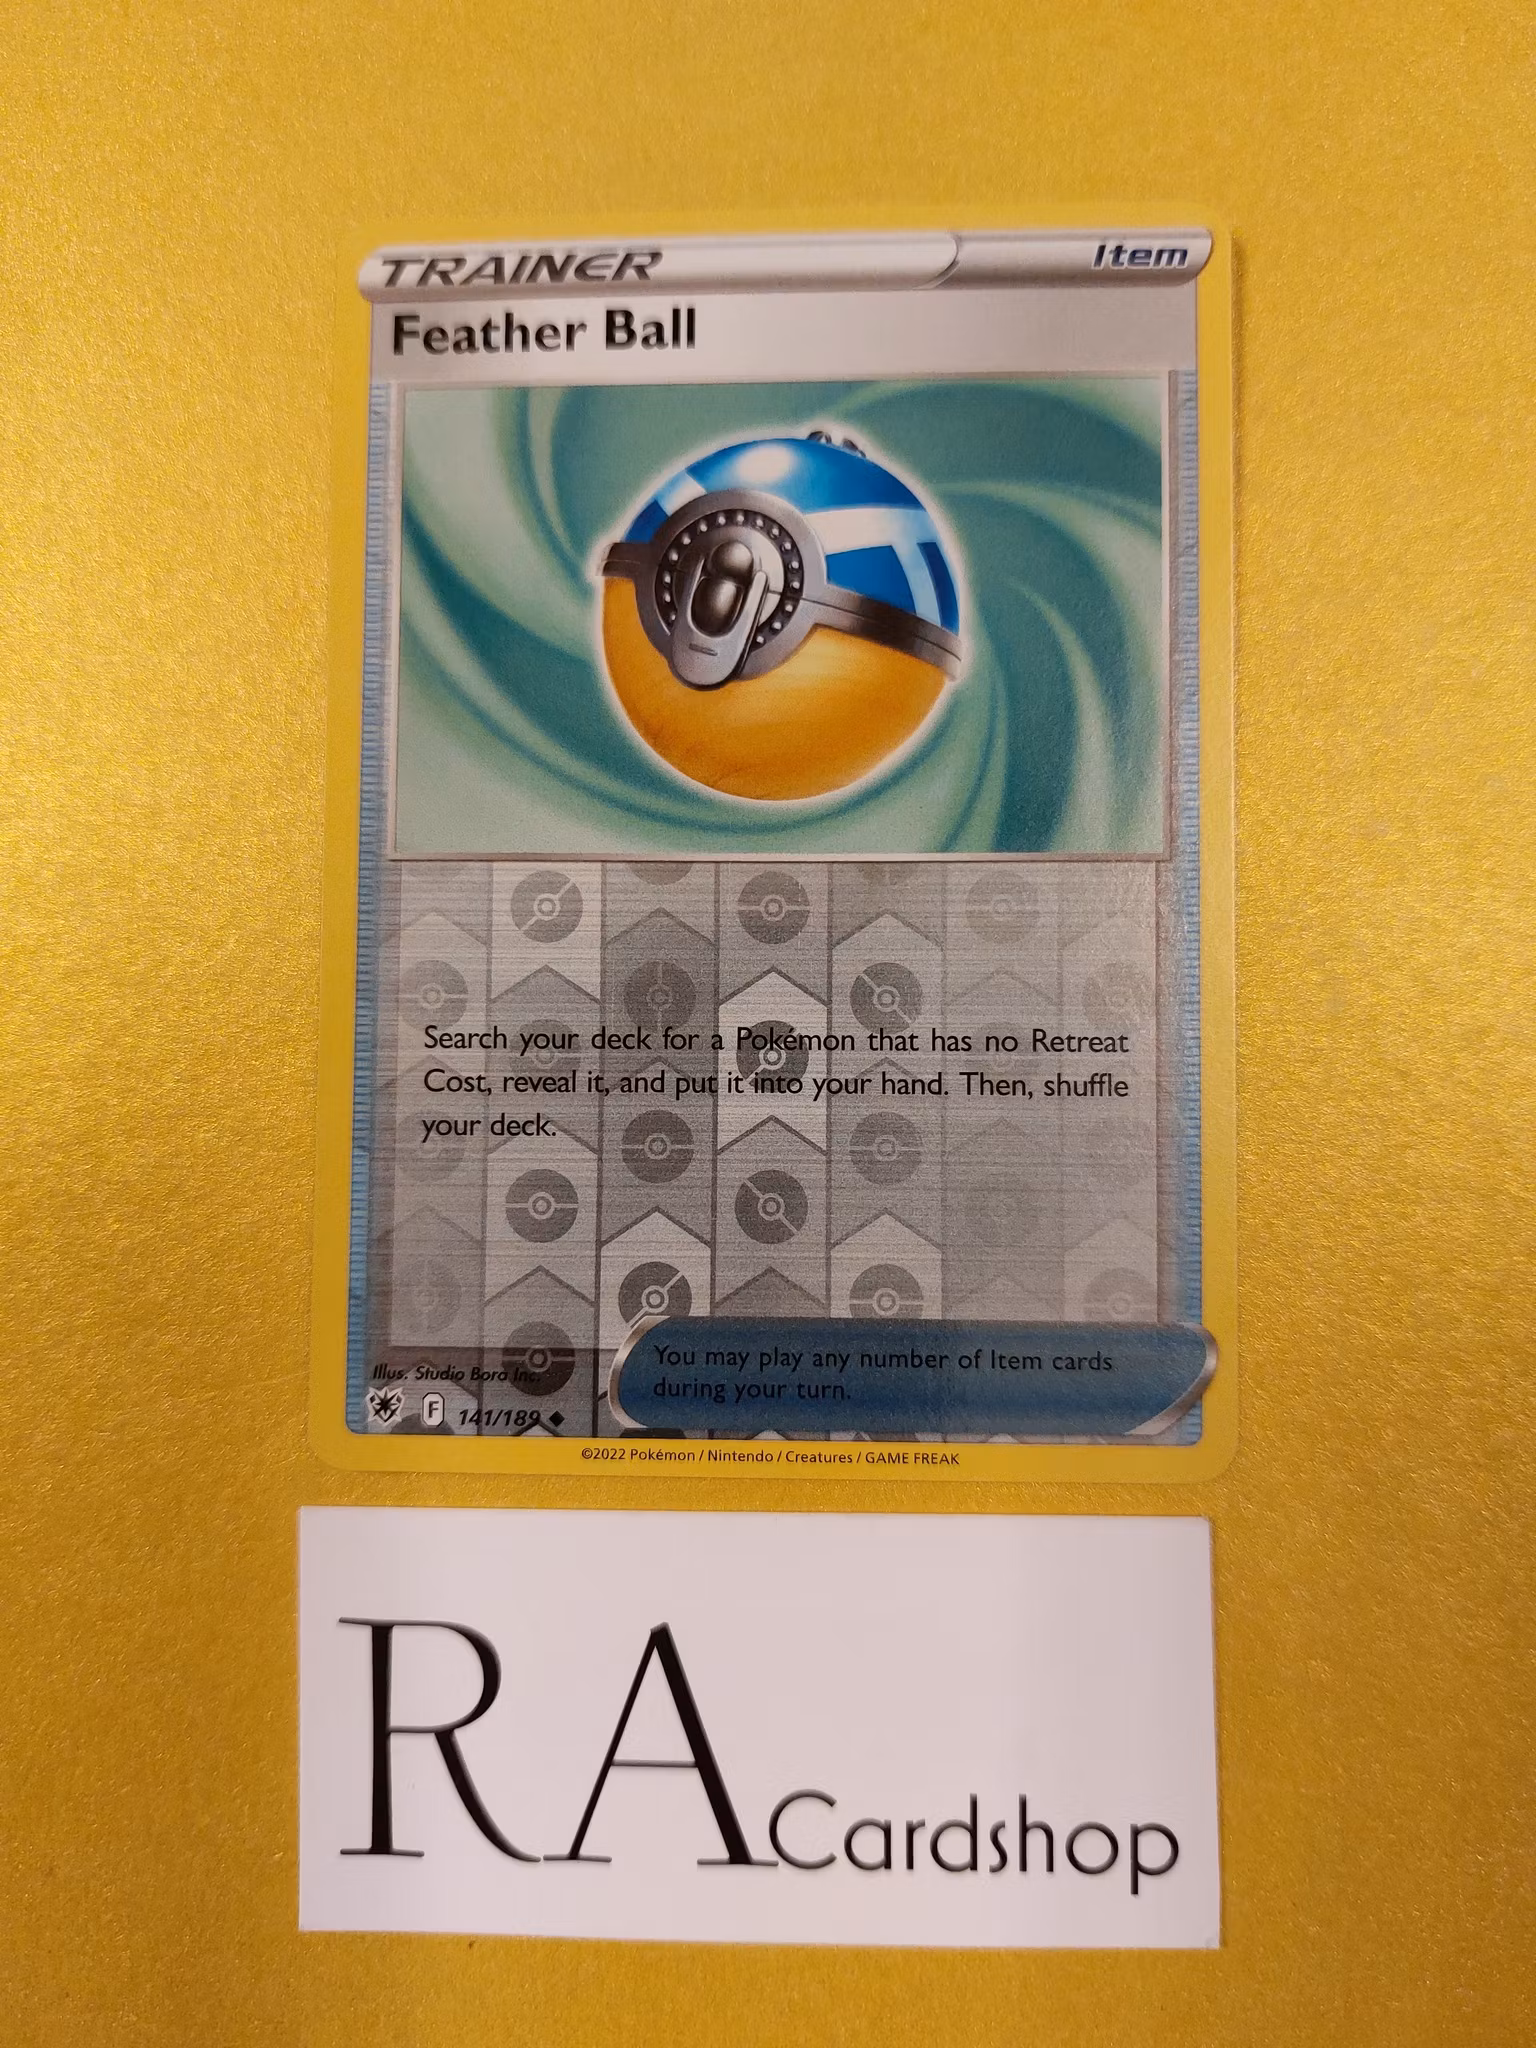 TRAINER
Item
Feather Ball
Search your deck for a Pokémon that has no Retreat
Cost, reveal it, and put it into your hand. Then, shuffle
your deck.
You may play any number of Item cards
during your turn.
Illus. Studio Bora Inc.
F 141/189
©2022 Pokémon / Nintendo / Creatures / GAME FREAK
RA Cardshop